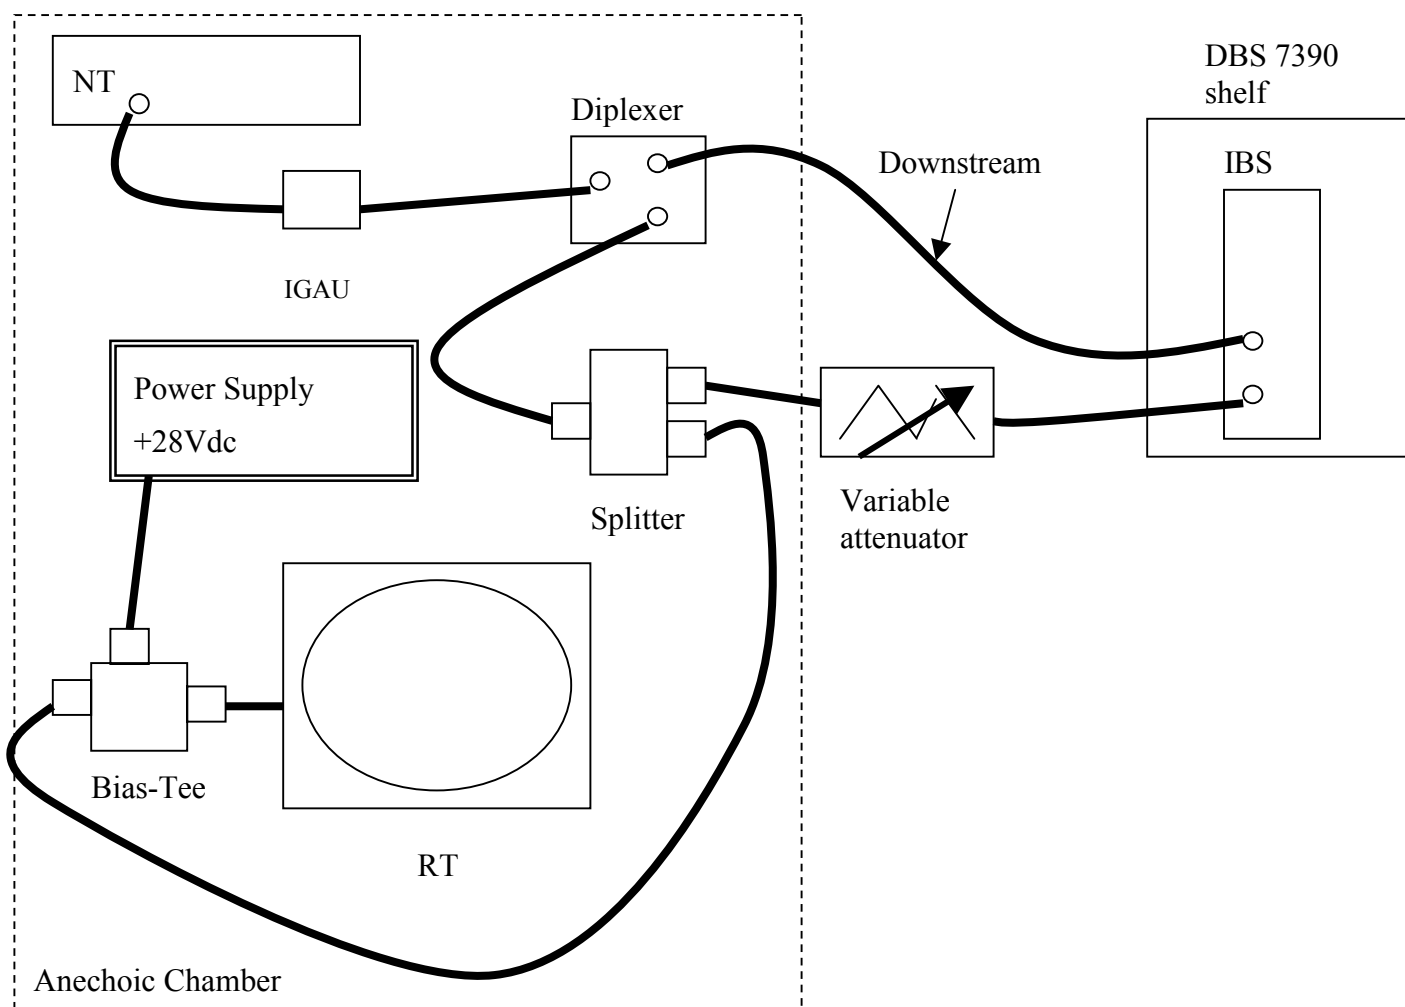 DBS 7390
shelf
NT
Diplexer
Downstream
IBS
IGAU
Power Supply
+28Vdc
Splitter
Variable
attenuator
Bias-Tee
RT
Anechoic Chamber